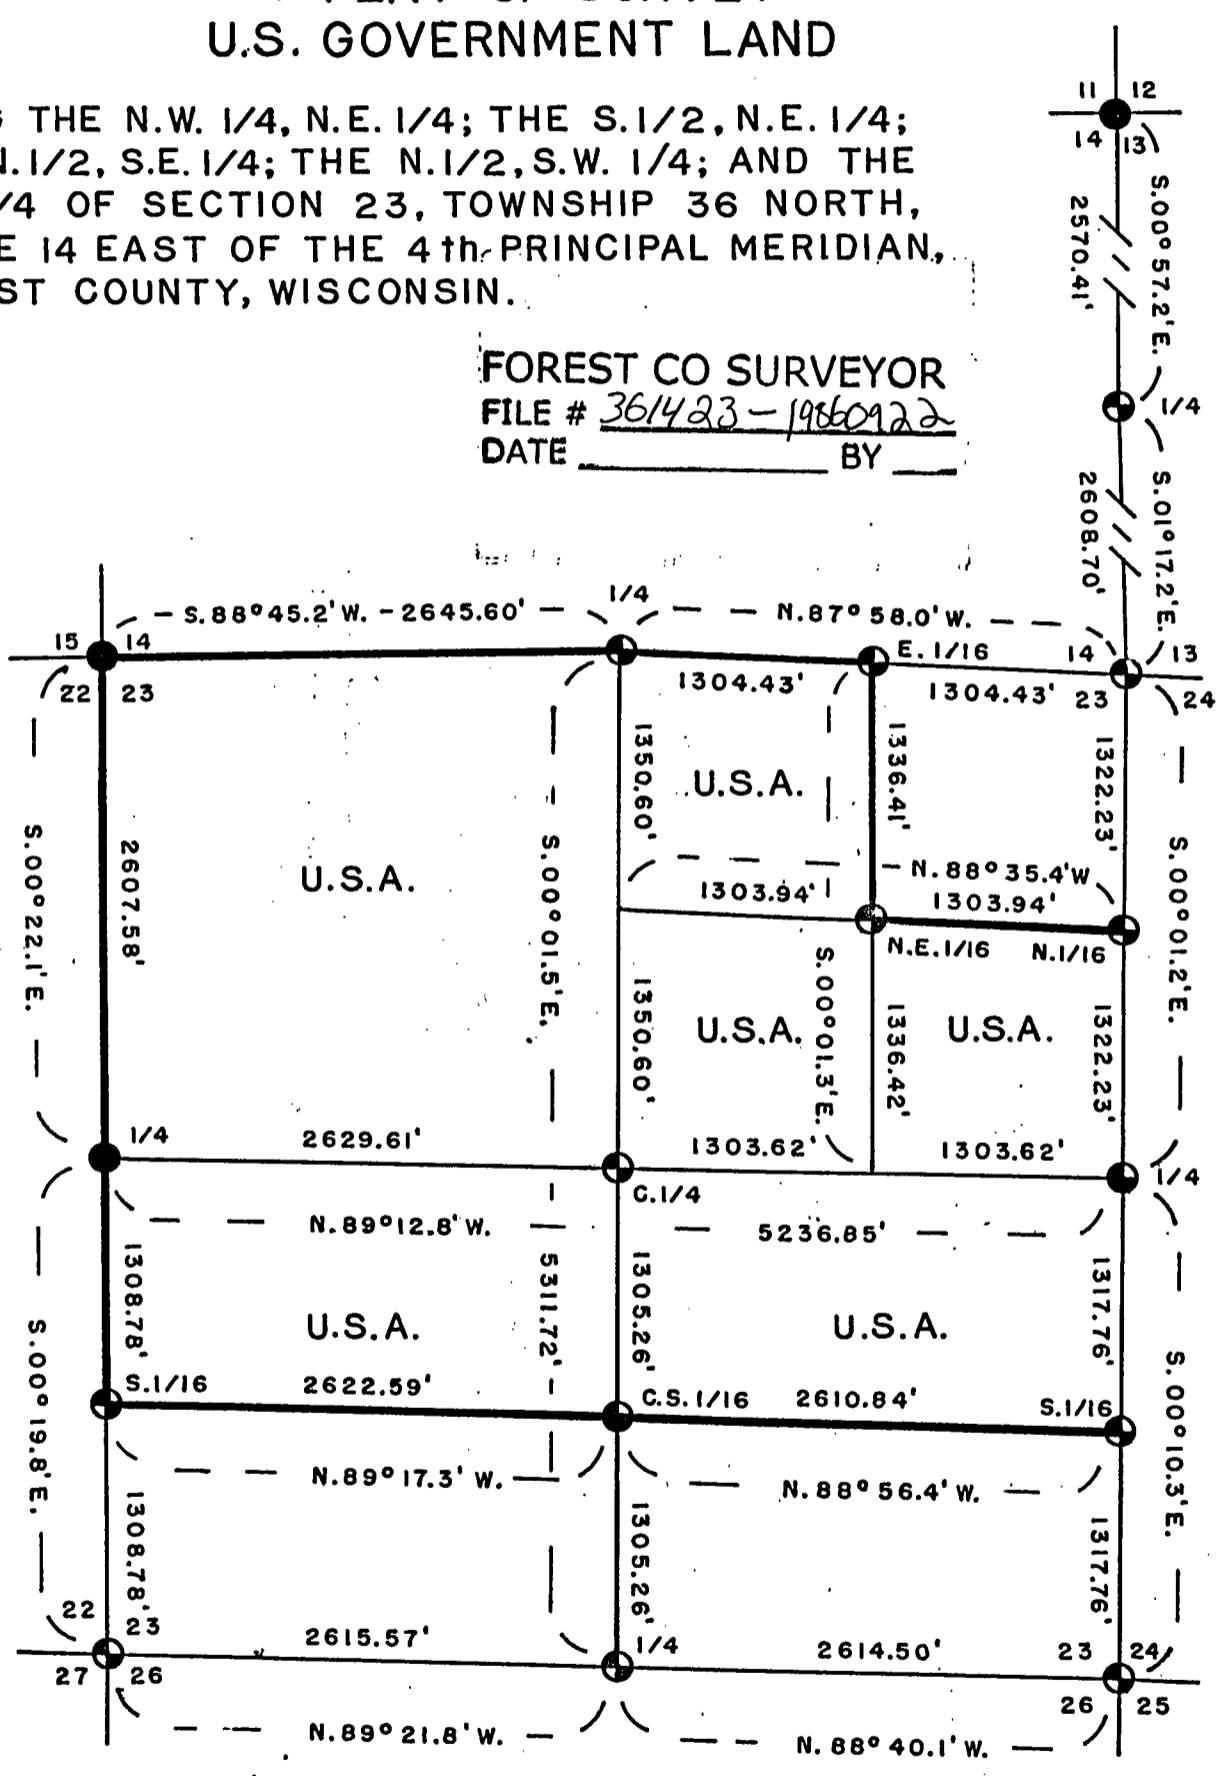 U.S. GOVERNMENT LAND
THE N.W. 1/4, N.E. 1/4; THE S.1/2, N.E. 1/4;
N.1/2, S.E. 1/4; THE N.1/2, S.W. 1/4; AND THE
/4 OF SECTION 23, TOWNSHIP 36 NORTH,
E 14 EAST OF THE 4th PRINCIPAL MERIDIAN,
ST COUNTY, WISCONSIN.
11 12
14 13
S.00°57.2'E.
2570.41'
FOREST CO SURVEYOR
FILE # 361423-19860922
DATE BY
1/4
2608.70'
S.01°17.2'E.
1/4
S.88°45.2'W. - 2645.60'
N.87°58.0'W.
15 14
22 23
E. 1/16
14 13
23 24
1304.43'
1304.43'
1350.60'
U.S.A.
1336.41'
1322.23'
S.00°22.1'E.
2607.58'
U.S.A.
S.00°01.5'E.
1303.94'
N.88°35.4'W
1303.94'
N.E.1/16
N.1/16
S.00°01.2'E.
1350.60'
U.S.A.
S.00°01.3'E.
1336.42'
U.S.A.
1322.23'
1/4
2629.61'
1303.62'
1303.62'
1/4
C.1/4
N.89°12.8'W.
5236.85'
1308.78'
U.S.A.
5311.72'
1305.26'
U.S.A.
1317.76'
S.1/16
2622.59'
C.S.1/16
2610.84'
S.1/16
S.00°19.8'E.
N.89°17.3'W.
N.88°56.4'W.
S.00°10.3'E.
1308.78'
1305.26'
1317.76'
22 23
27 26
2615.57'
1/4
2614.50'
23 24
26 25
N.89°21.8'W.
N.88°40.1'W.